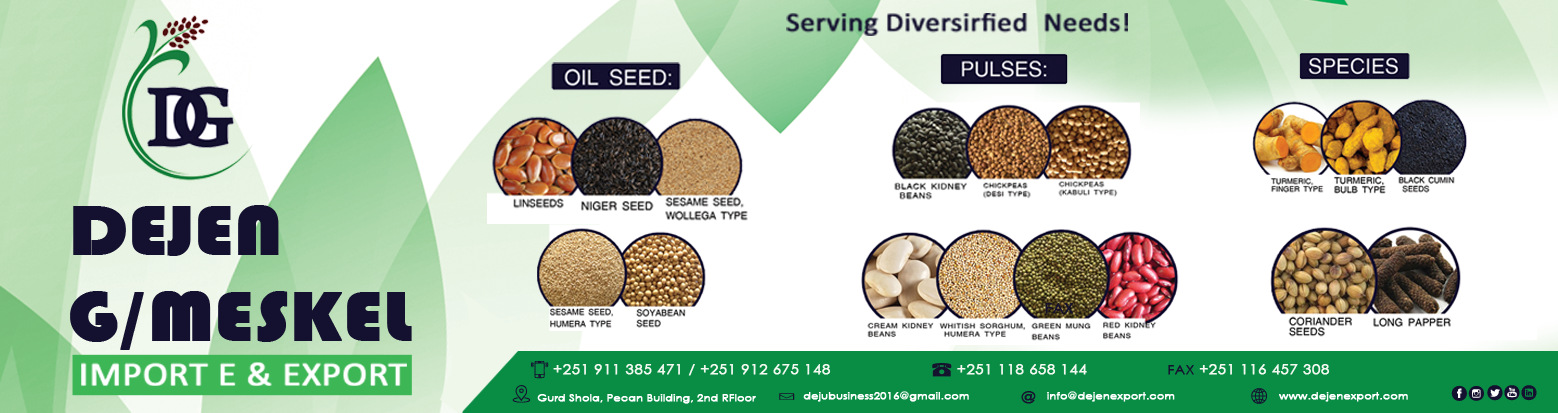 DG
DEJEN
G/MESKEL
IMPORT E & EXPORT
Serving Diversirfied Needs!
OIL SEED:
LINSEEDS
NIGER SEED
SESAME SEED,
WOLLEGA TYPE
SESAME SEED,
HUMERA TYPE
SOYABEAN
SEED
PULSES:
BLACK KIDNEY
BEANS
CHICKPEAS
(DESI TYPE)
CHICKPEAS
(KABULI TYPE)
CREAM KIDNEY
BEANS
WHITISH SORGHUM,
HUMERA TYPE
FAX
GREEN MUNG
BEANS
RED KIDNEY
BEANS
SPECIES
TURMERIC,
FINGER TYPE
TURMERIC,
BULB TYPE
BLACK CUMIN
SEEDS
CORIANDER
SEEDS
LONG PAPPER
+251 911 385 471 / +251 912 675 148
+251 118 658 144
FAX +251 116 457 308
Gurd Shola, Pecan Building, 2nd RFloor
dejubusiness2016@gmail.com
@ info@dejenexport.com
www.dejenexport.com